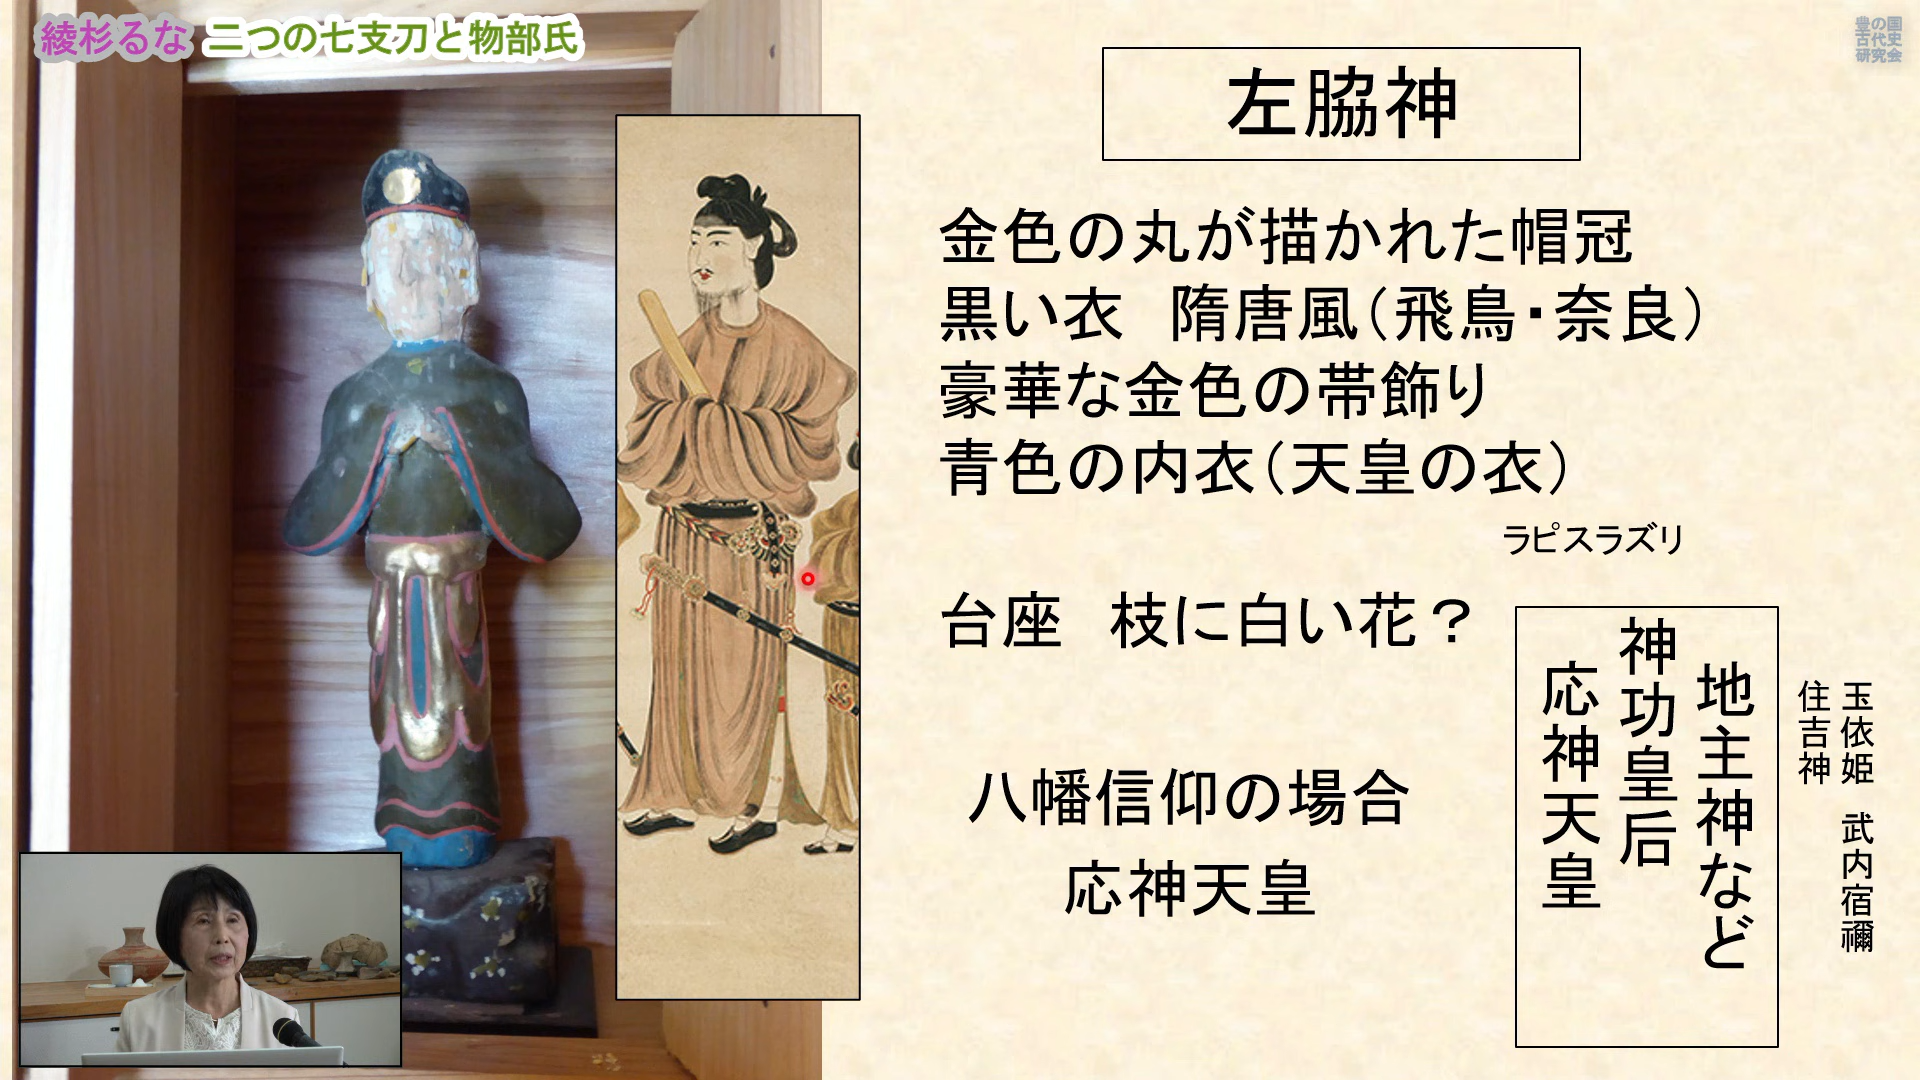 綾杉るな 二つの七支刀と物部氏
豊の国
古代史
研究会
左脇神
金色の丸が描かれた帽冠
黒い衣　隋唐風（飛鳥・奈良）
豪華な金色の帯飾り
青色の内衣（天皇の衣）
ラピスラズリ
台座　枝に白い花？
八幡信仰の場合
応神天皇
玉依姫　武内宿禰
住吉神
地主神など
神功皇后
応神天皇